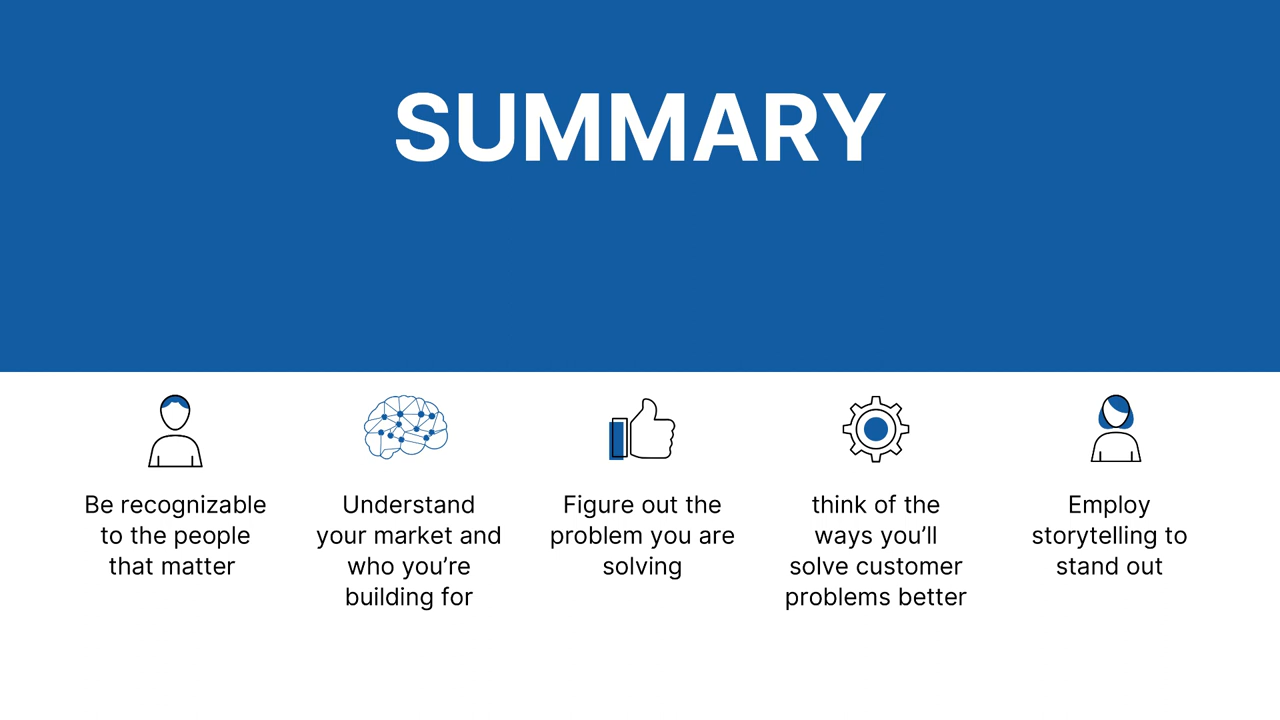 SUMMARY
Be recognizable
to the people
that matter
Understand
your market and
who you’re
building for
Figure out the
problem you are
solving
think of the
ways you’ll
solve customer
problems better
Employ
storytelling to
stand out